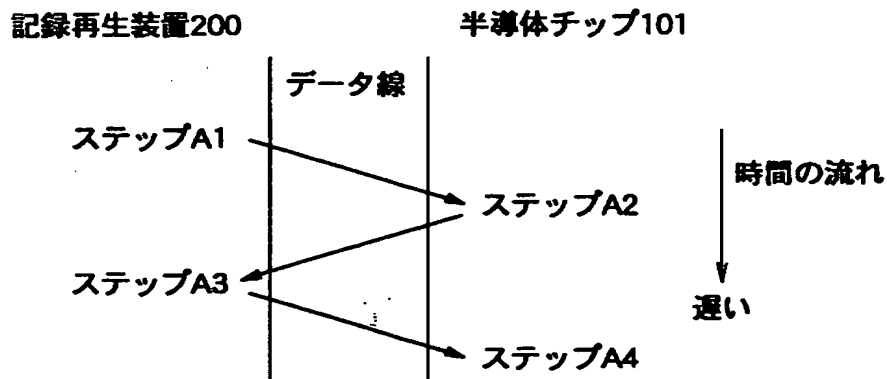 記録再生装置200
半導体チップ101
データ線
ステップA1
時間の流れ
ステップA2
ステップA3
遅い
ステップA4